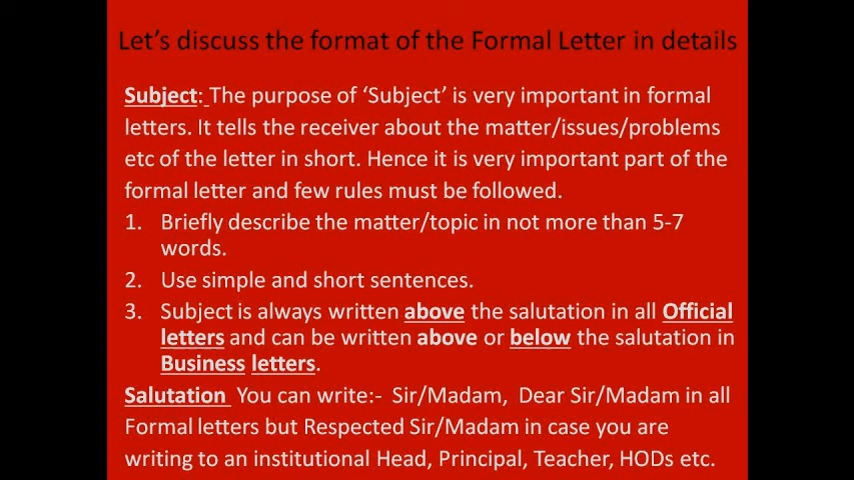 Let's discuss the format of the Formal Letter in details
Subject: The purpose of 'Subject' is very important in formal
letters. It tells the receiver about the matter/issues/problems
etc of the letter in short. Hence it is very important part of the
formal letter and few rules must be followed.
1. Briefly describe the matter/topic in not more than 5-7
words.
2. Use simple and short sentences.
3. Subject is always written above the salutation in all Official
letters and can be written above or below the salutation in
Business letters.
Salutation You can write:- Sir/Madam, Dear Sir/Madam in all
Formal letters but Respected Sir/Madam in case you are
writing to an institutional Head, Principal, Teacher, HODs etc.